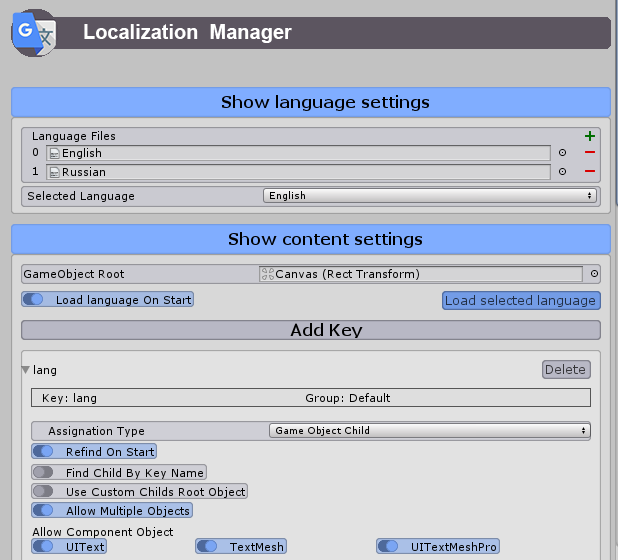 Localization Manager
Show language settings
Language Files
0 English
1 Russian
Selected Language English
Show content settings
GameObject Root Canvas (Rect Transform)
Load language On Start Load selected language
Add Key
lang Delete
Key: lang Group: Default
Assignation Type Game Object Child
Refind On Start
Find Child By Key Name
Use Custom Childs Root Object
Allow Multiple Objects
Allow Component Object
UIText TextMesh UITextMeshPro